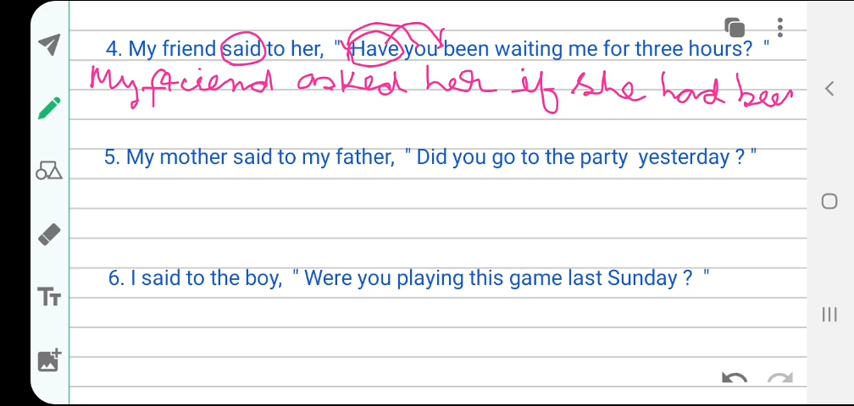 4. My friend said to her, " Have you been waiting me for three hours? "
My friend asked her if she had been
5. My mother said to my father, " Did you go to the party yesterday ? "
6. I said to the boy, " Were you playing this game last Sunday ? "
TT